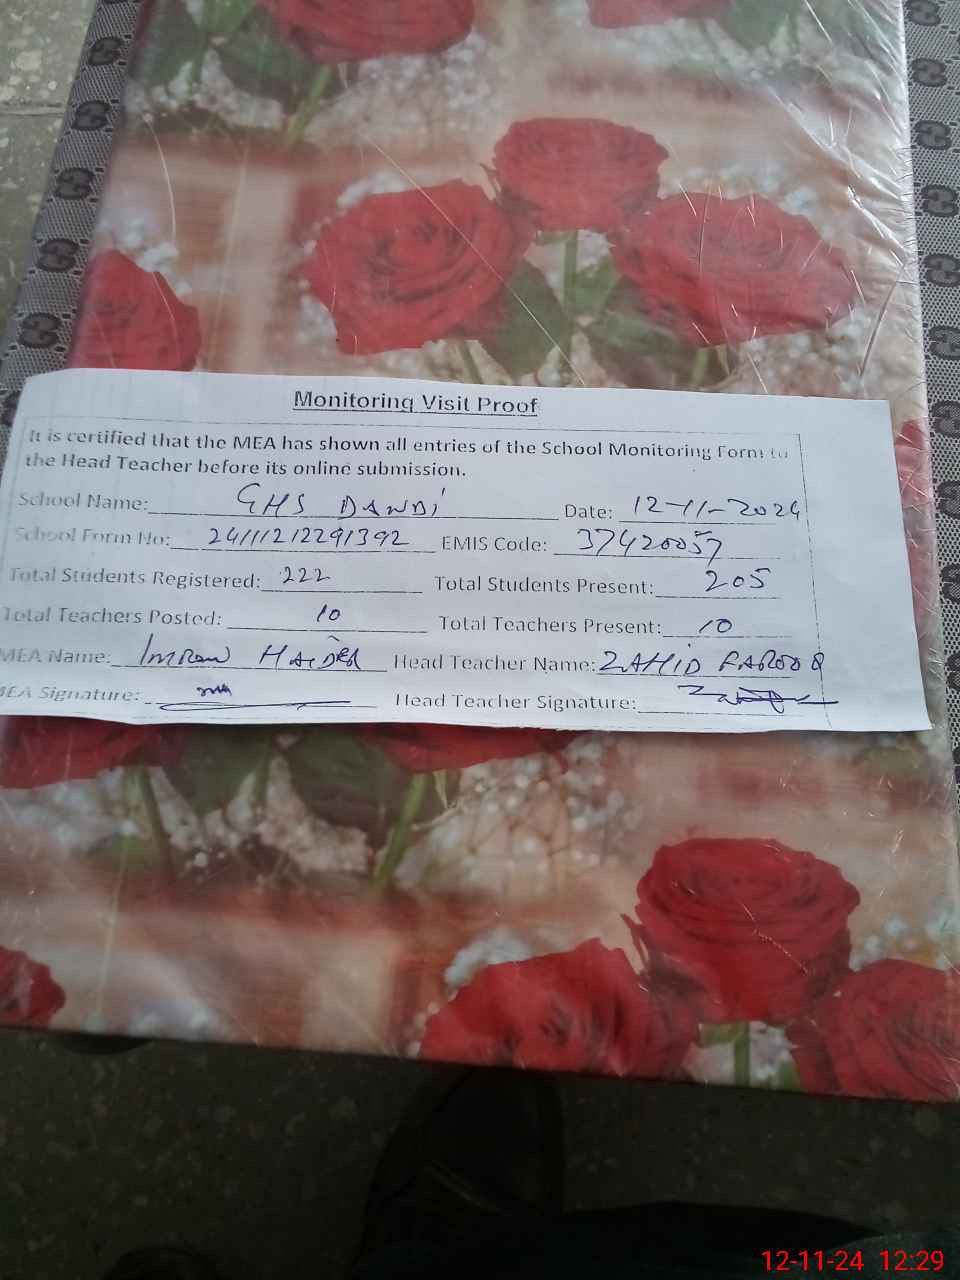 Monitoring Visit Proof
It is certified that the MEA has shown all entries of the School Monitoring Form to
the Head Teacher before its online submission.
School Name: GHS DANDI Date: 12-11-2024
School Form No: 24111212291392 EMIS Code: 37420057
Total Students Registered: 222 Total Students Present: 205
Total Teachers Posted: 10 Total Teachers Present: 10
MEA Name: Imran HAIDER Head Teacher Name: ZAHID FAROOQ
MEA Signature: Head Teacher Signature:
12-11-24 12:29